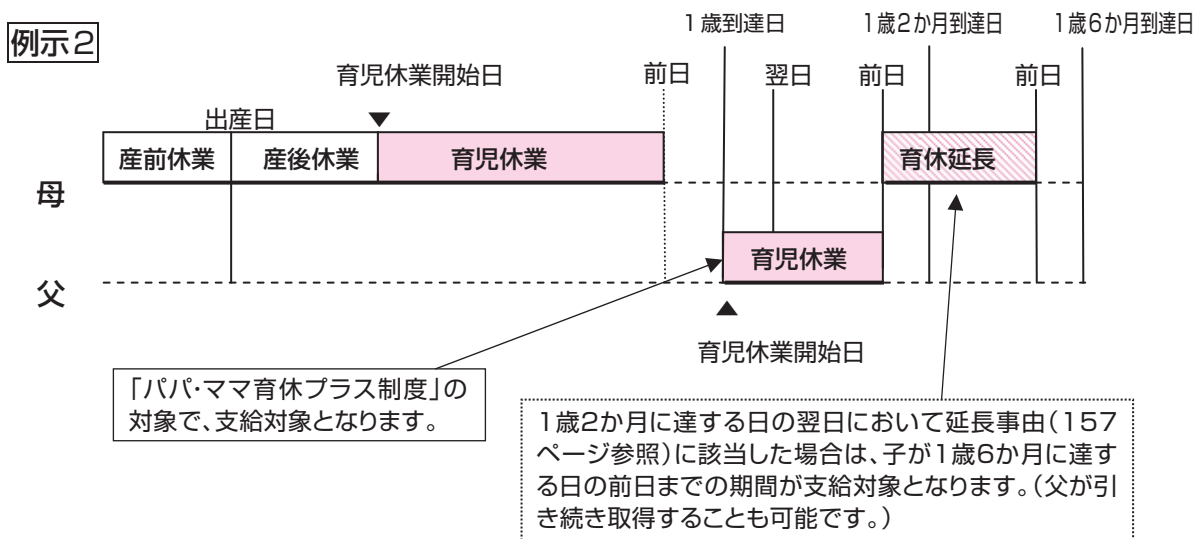 例示2
1歳到達日
1歳2か月到達日
1歳6か月到達日
育児休業開始日
前日
翌日
前日
前日
出産日
産前休業
産後休業
育児休業
育休延長
母
育児休業
父
育児休業開始日
「パパ・ママ育休プラス制度」の
対象で、支給対象となります。
1歳2か月に達する日の翌日において延長事由(157
ページ参照)に該当した場合は、子が1歳6か月に達す
る日の前日までの期間が支給対象となります。(父が引
き続き取得することも可能です。)